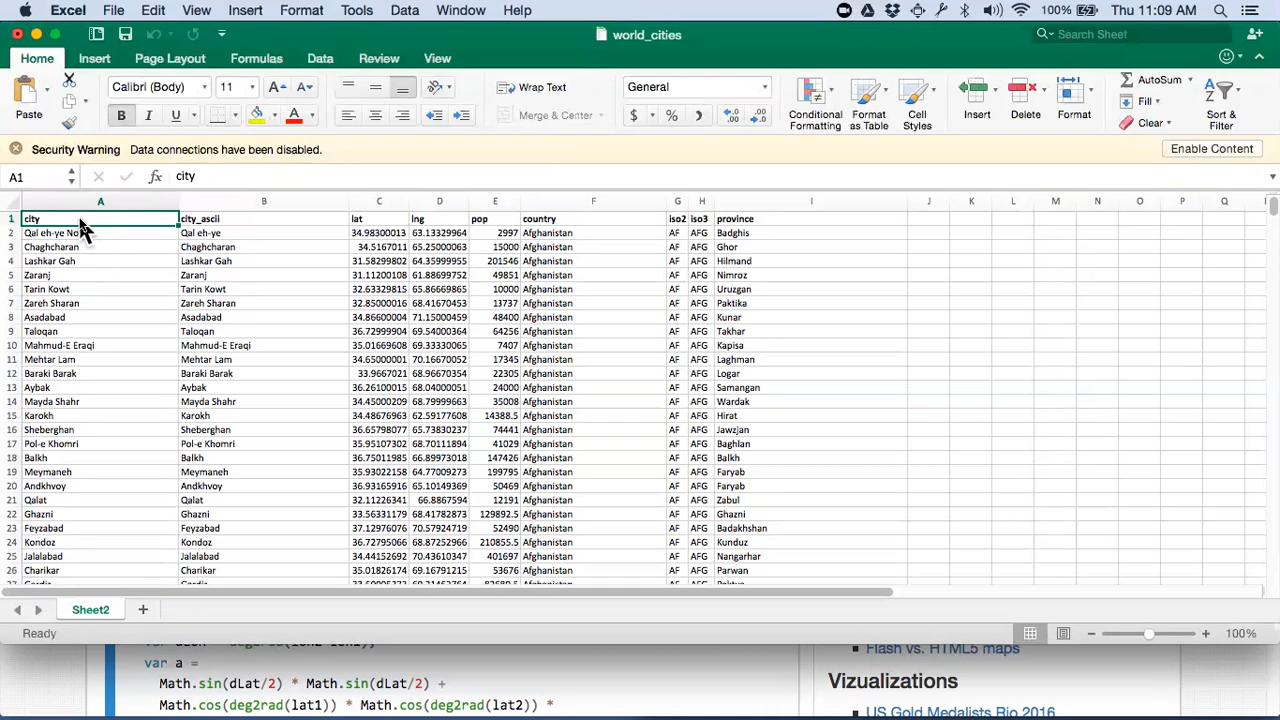 Excel File Edit View Insert Format Tools Data Window Help 100% Thu 11:09 AM
world_cities Search Sheet
Home Insert Page Layout Formulas Data Review View
Paste Calibri (Body) 11 A A Wrap Text General Conditional Formatting Format as Table Cell Styles Insert Delete Format AutoSum Fill Clear Sort & Filter
B I U A Merge & Center $ % )
Security Warning Data connections have been disabled. Enable Content
A1 fx city
A B C D E F G H I J K L M N O P Q
1 city city_ascii lat lng pop country iso2 iso3 province
2 Qal eh-ye Qal eh-ye 34.98300013 63.13329964 2997 Afghanistan AF AFG Badghis
3 Chaghcharan Chaghcharan 34.5167011 65.25000063 15000 Afghanistan AF AFG Ghor
4 Lashkar Gah Lashkar Gah 31.58299802 64.35999955 201546 Afghanistan AF AFG Hilmand
5 Zaranj Zaranj 31.11200108 61.88699752 49851 Afghanistan AF AFG Nimroz
6 Tarin Kowt Tarin Kowt 32.63329815 65.86669865 10000 Afghanistan AF AFG Uruzgan
7 Zareh Sharan Zareh Sharan 32.85000016 68.41670453 13737 Afghanistan AF AFG Paktika
8 Asadabad Asadabad 34.86600004 71.15000459 48400 Afghanistan AF AFG Kunar
9 Taloqan Taloqan 36.72999904 69.54000364 64256 Afghanistan AF AFG Takhar
10 Mahmud-E Eraqi Mahmud-E Eraqi 35.01669608 69.33330065 7407 Afghanistan AF AFG Kapisa
11 Mehtar Lam Mehtar Lam 34.65000001 70.16670052 17345 Afghanistan AF AFG Laghman
12 Baraki Barak Baraki Barak 33.9667021 68.96670354 22305 Afghanistan AF AFG Logar
13 Aybak Aybak 36.26100015 68.04000051 24000 Afghanistan AF AFG Samangan
14 Mayda Shahr Mayda Shahr 34.45000209 68.79999905 35008 Afghanistan AF AFG Wardak
15 Karokh Karokh 34.48676963 62.59177608 14388.5 Afghanistan AF AFG Hirat
16 Sheberghan Sheberghan 36.65798077 65.73830237 74441 Afghanistan AF AFG Jawzjan
17 Pol-e Khomri Pol-e Khomri 35.95107302 68.70111894 41029 Afghanistan AF AFG Baghlan
18 Balkh Balkh 36.75011985 66.89973018 147426 Afghanistan AF AFG Balkh
19 Meymaneh Meymaneh 35.93022158 64.77009273 199795 Afghanistan AF AFG Faryab
20 Andkhvoy Andkhvoy 36.93165916 65.10149369 50469 Afghanistan AF AFG Faryab
21 Qalat Qalat 32.11226341 66.8867594 12191 Afghanistan AF AFG Zabul
22 Ghazni Ghazni 33.56331179 68.41782873 129892.5 Afghanistan AF AFG Ghazni
23 Feyzabad Feyzabad 37.12976076 70.57924719 52490 Afghanistan AF AFG Badakhshan
24 Kondoz Kondoz 36.72795066 68.87252966 210855.5 Afghanistan AF AFG Kunduz
25 Jalalabad Jalalabad 34.44152692 70.43610347 401697 Afghanistan AF AFG Nangarhar
26 Charikar Charikar 35.01826174 69.16791215 53676 Afghanistan AF AFG Parwan
27
Sheet2
Ready 100%
var a =
Math.sin(dLat/2) * Math.sin(dLat/2) +
Math.cos(deg2rad(lat1)) * Math.cos(deg2rad(lat2)) *
Flash vs. HTML5 maps
Vizualizations
US Gold Medalists Rio 2016